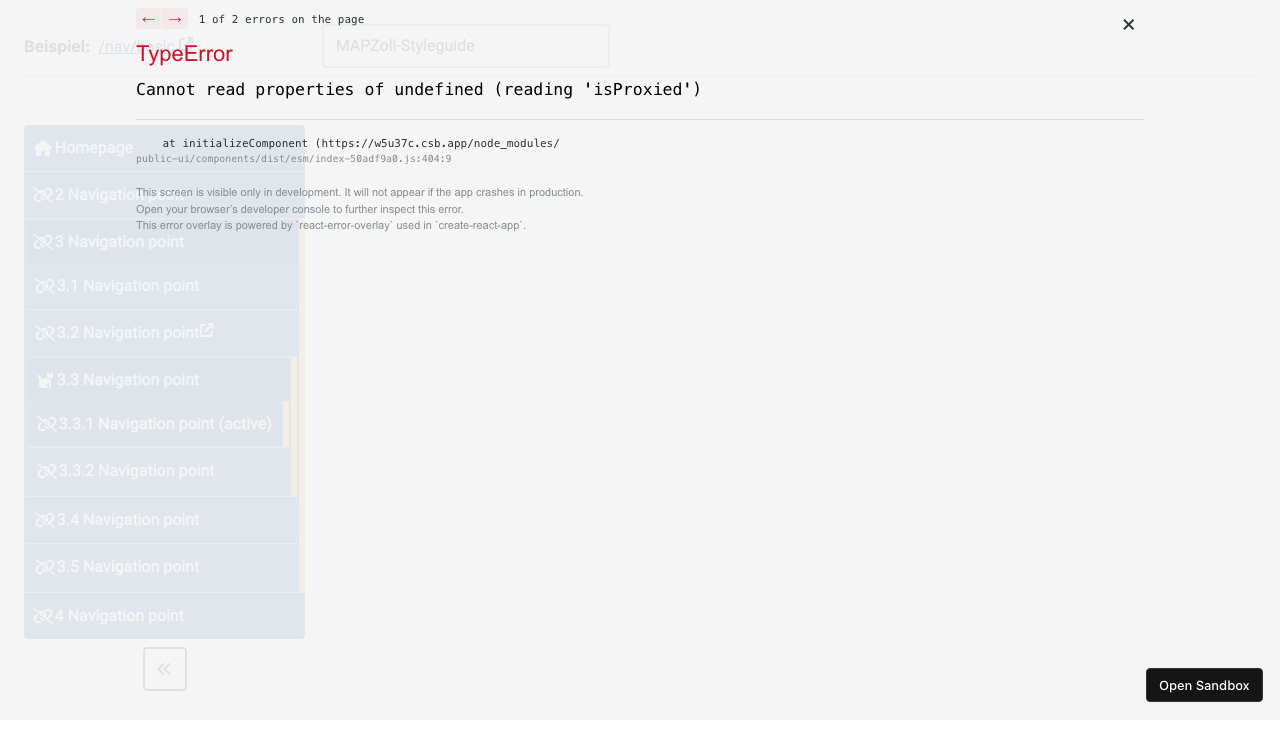 ← → 1 of 2 errors on the page
Beispiel: /nav/basic
MAPZoll-Styleguide
TypeError
Cannot read properties of undefined (reading 'isProxied')
at initializeComponent (https://w5u37c.csb.app/node_modules/
public-ui/components/dist/esm/index-50adf9a0.js:404:9
This screen is visible only in development. It will not appear if the app crashes in production.
Open your browser’s developer console to further inspect this error.
This error overlay is powered by `react-error-overlay` used in `create-react-app`.
Homepage
2 Navigation point
3 Navigation point
3.1 Navigation point
3.2 Navigation point
3.3 Navigation point
3.3.1 Navigation point (active)
3.3.2 Navigation point
3.4 Navigation point
3.5 Navigation point
4 Navigation point
Open Sandbox